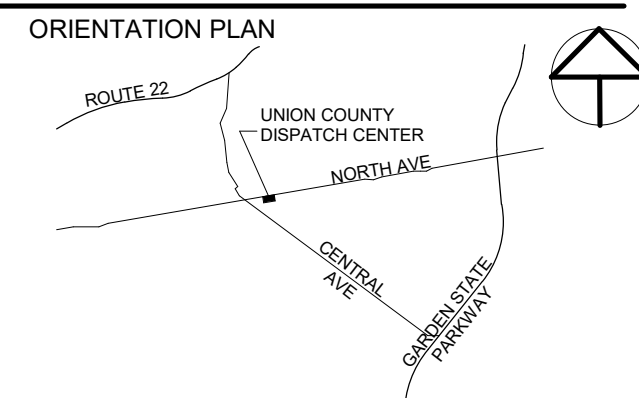 ORIENTATION PLAN
ROUTE 22
UNION COUNTY
DISPATCH CENTER
NORTH AVE
CENTRAL
AVE
GARDEN STATE
PARKWAY